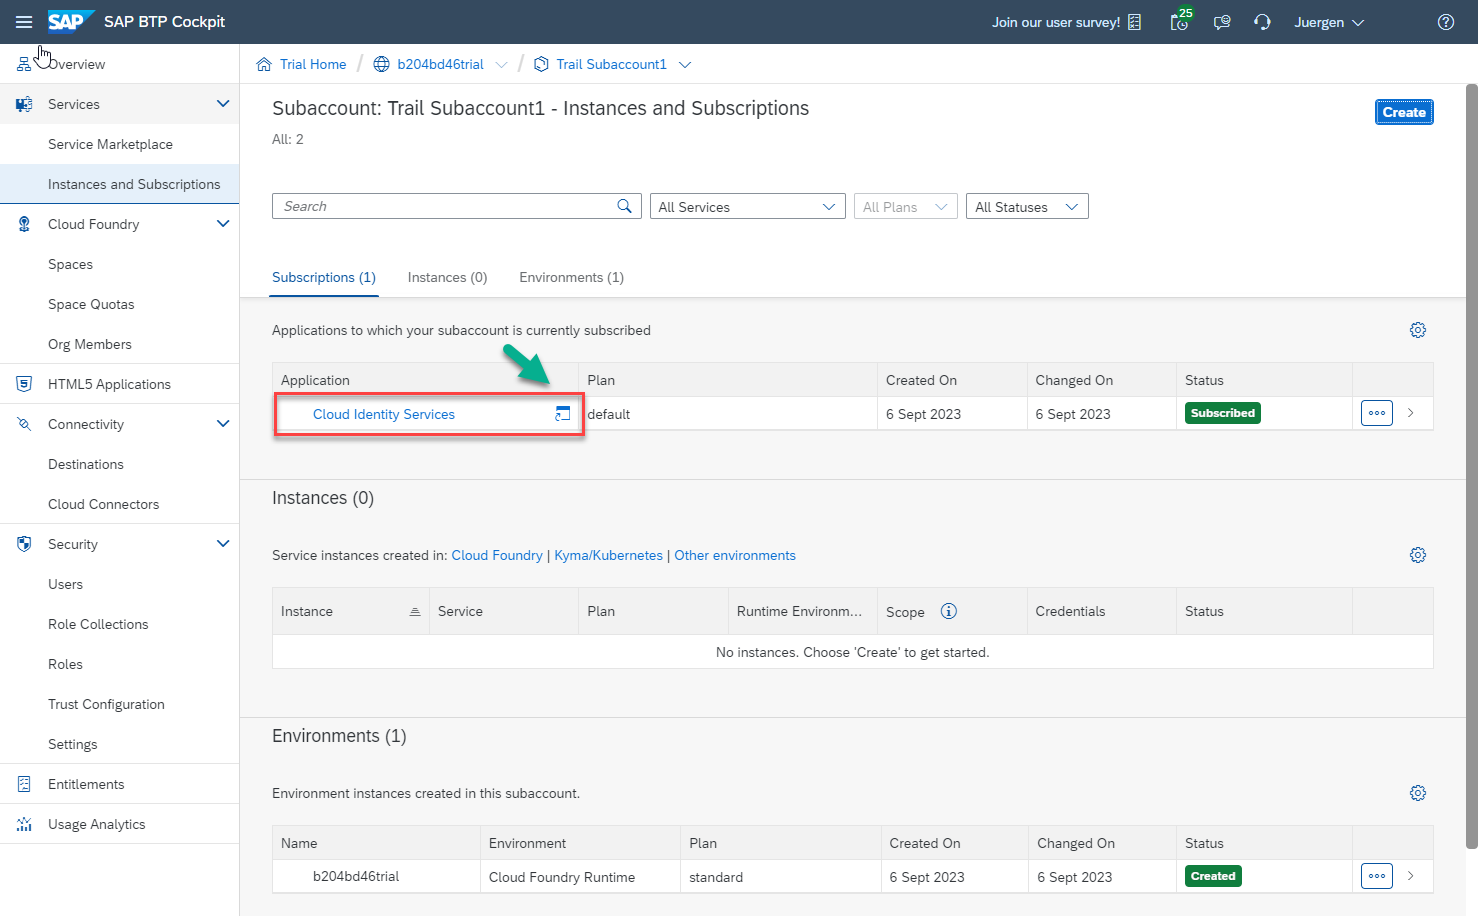 SAP SAP BTP Cockpit Join our user survey! 25 Juergen
Overview
Services
Service Marketplace
Instances and Subscriptions
Cloud Foundry
Spaces
Space Quotas
Org Members
HTML5 Applications
Connectivity
Destinations
Cloud Connectors
Security
Users
Role Collections
Roles
Trust Configuration
Settings
Entitlements
Usage Analytics
Trial Home / b204bd46trial / Trail Subaccount1
Subaccount: Trail Subaccount1 - Instances and Subscriptions
Create
All: 2
Search All Services All Plans All Statuses
Subscriptions (1) Instances (0) Environments (1)
Applications to which your subaccount is currently subscribed
Application Plan Created On Changed On Status
Cloud Identity Services default 6 Sept 2023 6 Sept 2023 Subscribed
Instances (0)
Service instances created in: Cloud Foundry | Kyma/Kubernetes | Other environments
Instance Service Plan Runtime Environm... Scope Credentials Status
No instances. Choose 'Create' to get started.
Environments (1)
Environment instances created in this subaccount.
Name Environment Plan Created On Changed On Status
b204bd46trial Cloud Foundry Runtime standard 6 Sept 2023 6 Sept 2023 Created